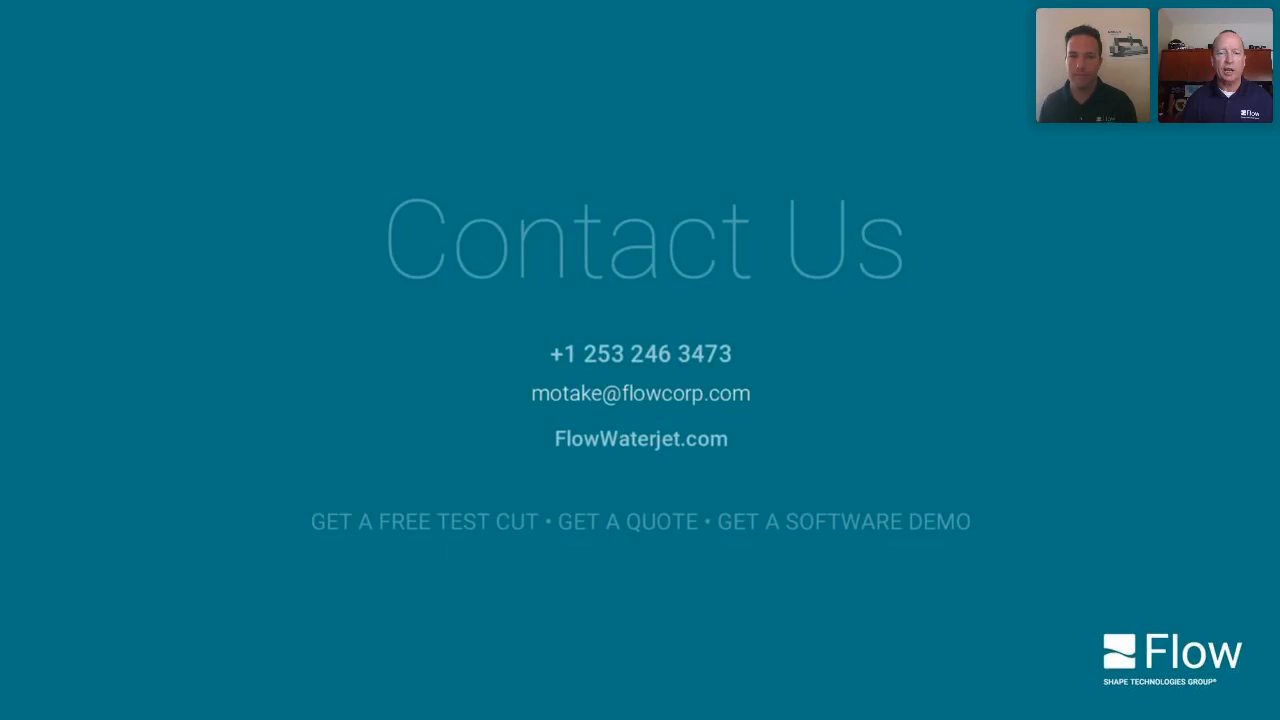 Contact Us
+1 253 246 3473
motake@flowcorp.com
FlowWaterjet.com
GET A FREE TEST CUT • GET A QUOTE • GET A SOFTWARE DEMO
Flow
SHAPE TECHNOLOGIES GROUP®
Flow